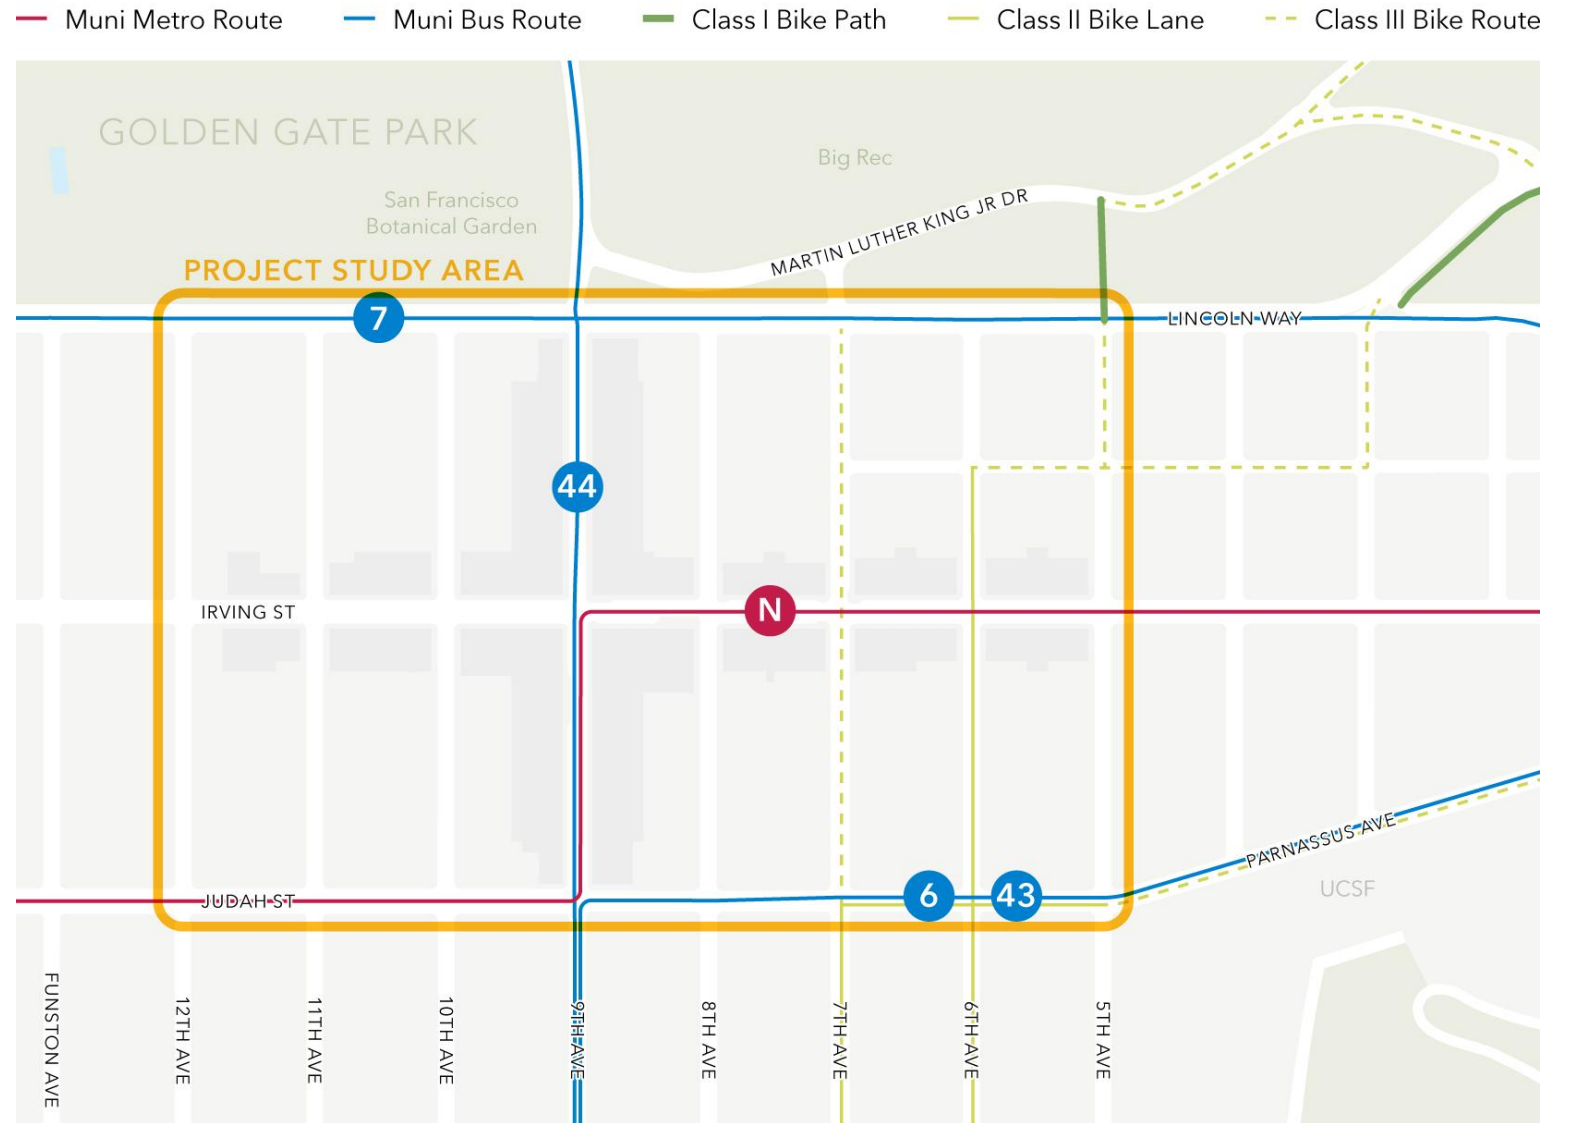 Muni Metro Route
Muni Bus Route
Class I Bike Path
Class II Bike Lane
Class III Bike Route
GOLDEN GATE PARK
Big Rec
San Francisco
Botanical Garden
MARTIN LUTHER KING JR DR
PROJECT STUDY AREA
7
LINCOLN WAY
44
IRVING ST
N
PARNASSUS AVE
JUDAH ST
6
43
UCSF
FUNSTON AVE
12TH AVE
11TH AVE
10TH AVE
9TH AVE
8TH AVE
7TH AVE
6TH AVE
5TH AVE